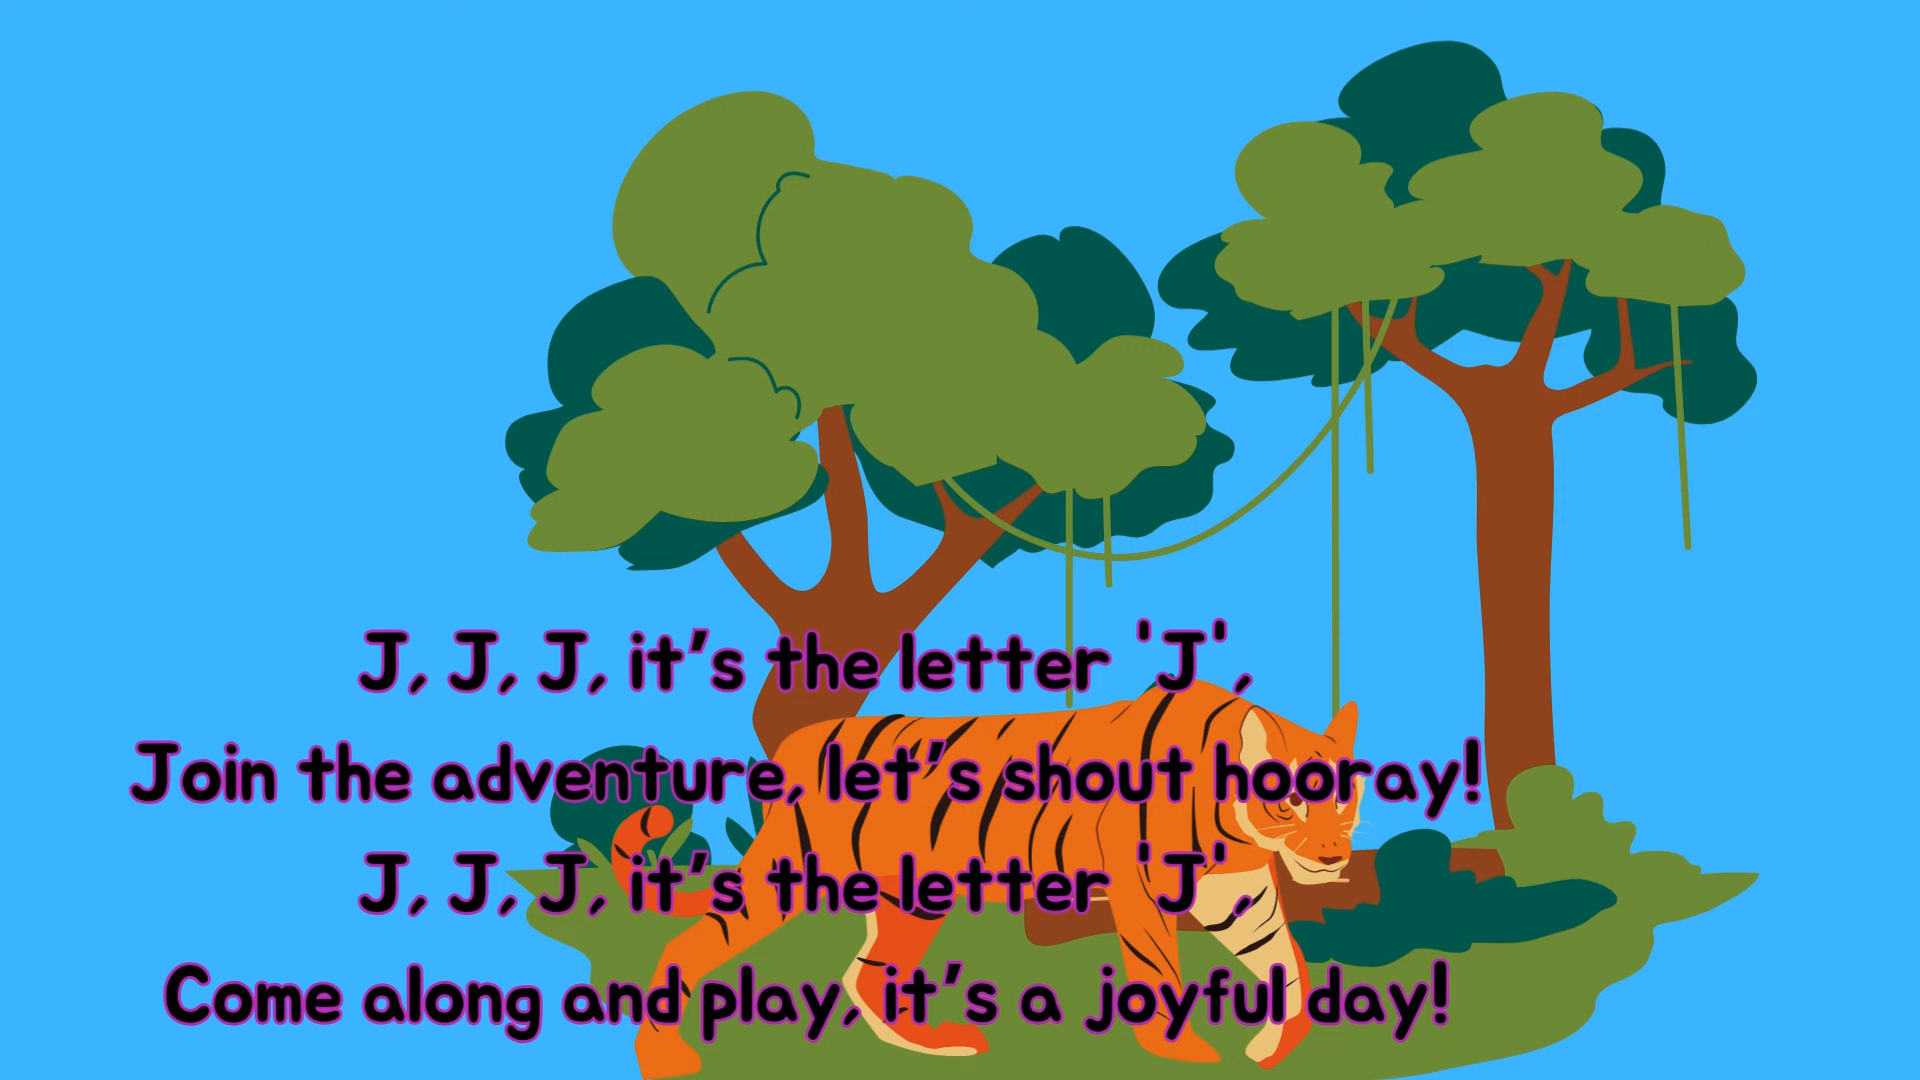 J, J, J, it's the letter 'J',
Join the adventure, let's shout hooray!
J, J, J, it's the letter 'J',
Come along and play, it's a joyful day!